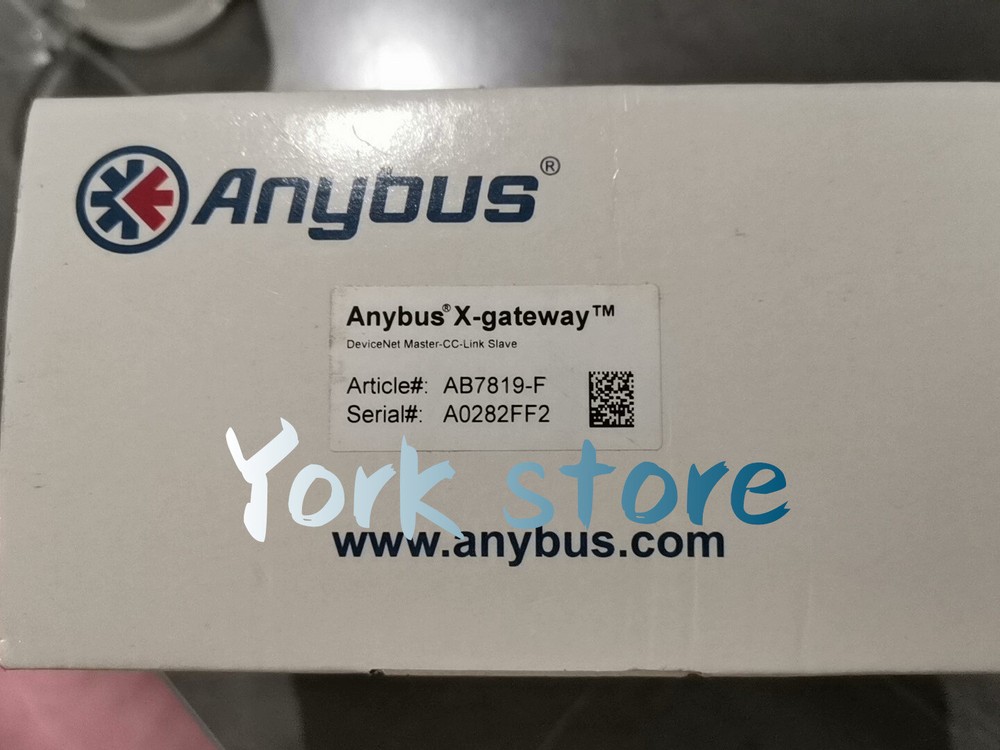 Anybus®
Anybus® X-gateway™
DeviceNet Master-CC-Link Slave
Article#: AB7819-F
Serial#: A0282FF2
York store
www.anybus.com